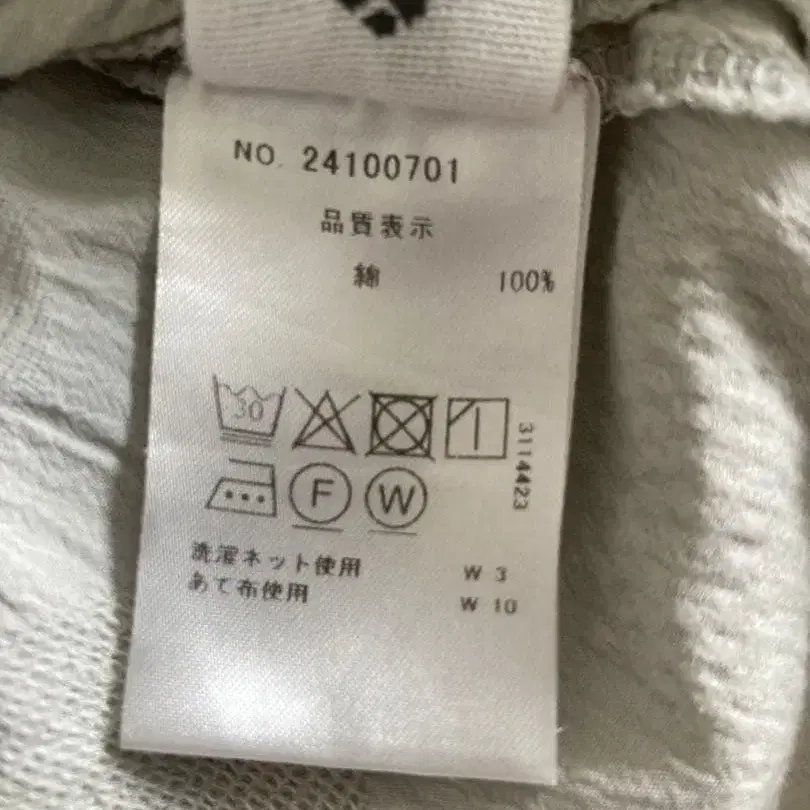 NO. 24100701
品質表示
綿 100%
30
3114423
F W
洗濯ネット使用 W 3
あて布使用 W 10